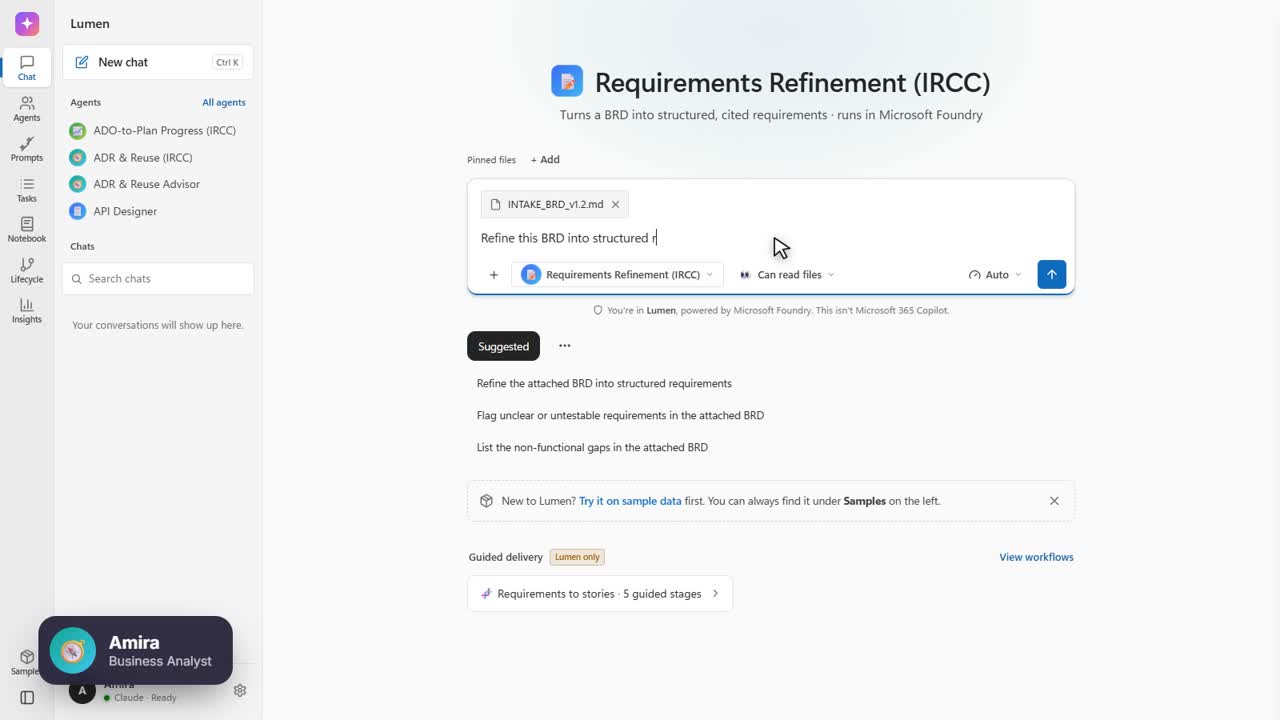 Lumen
New chat
Ctrl K
Chat
Agents
All agents
Agents
ADO-to-Plan Progress (IRCC)
ADR & Reuse (IRCC)
Prompts
ADR & Reuse Advisor
Tasks
API Designer
Notebook
Chats
Lifecycle
Search chats
Insights
Your conversations will show up here.
Requirements Refinement (IRCC)
Turns a BRD into structured, cited requirements · runs in Microsoft Foundry
Pinned files + Add
INTAKE_BRD_v1.2.md
Refine this BRD into structured r
Requirements Refinement (IRCC)
Can read files
Auto
You're in Lumen, powered by Microsoft Foundry. This isn't Microsoft 365 Copilot.
Suggested
Refine the attached BRD into structured requirements
Flag unclear or untestable requirements in the attached BRD
List the non-functional gaps in the attached BRD
New to Lumen? Try it on sample data first. You can always find it under Samples on the left.
Guided delivery
Lumen only
View workflows
Requirements to stories · 5 guided stages
Amira
Business Analyst
A
Claude · Ready